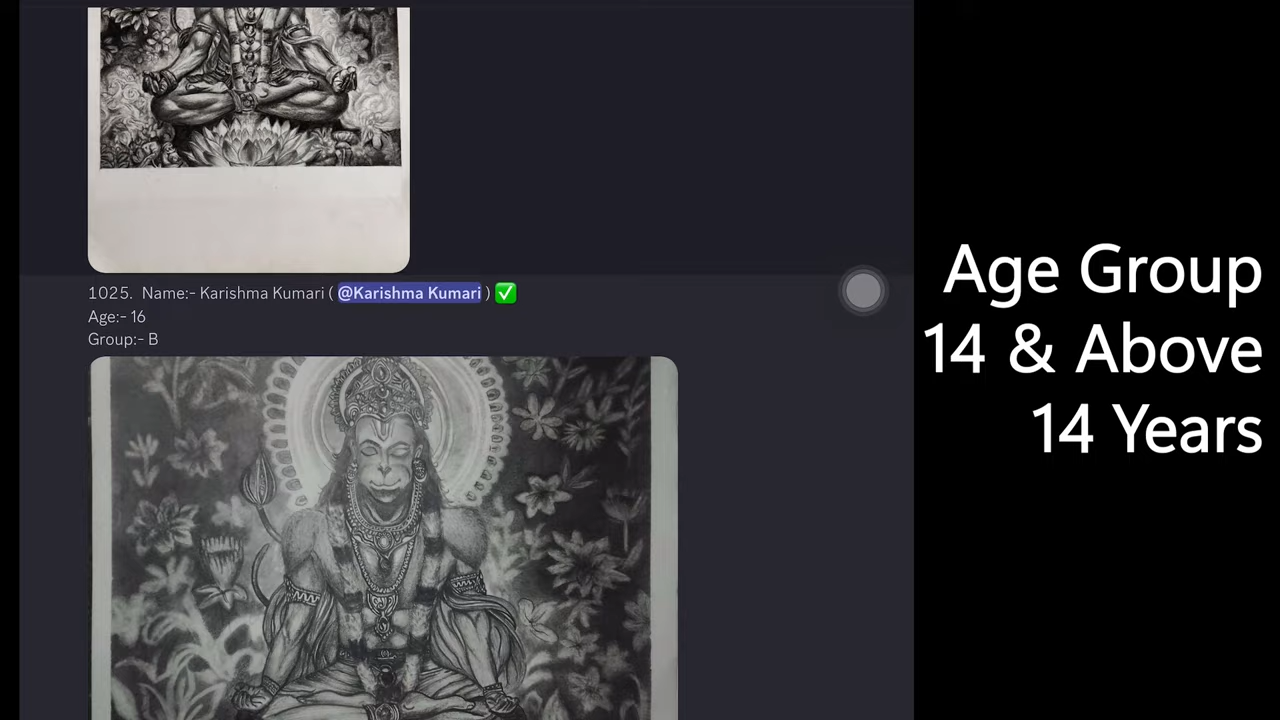 1025. Name:- Karishma Kumari ( @Karishma Kumari ) ✅
Age:- 16
Group:- B
Age Group
14 & Above
14 Years